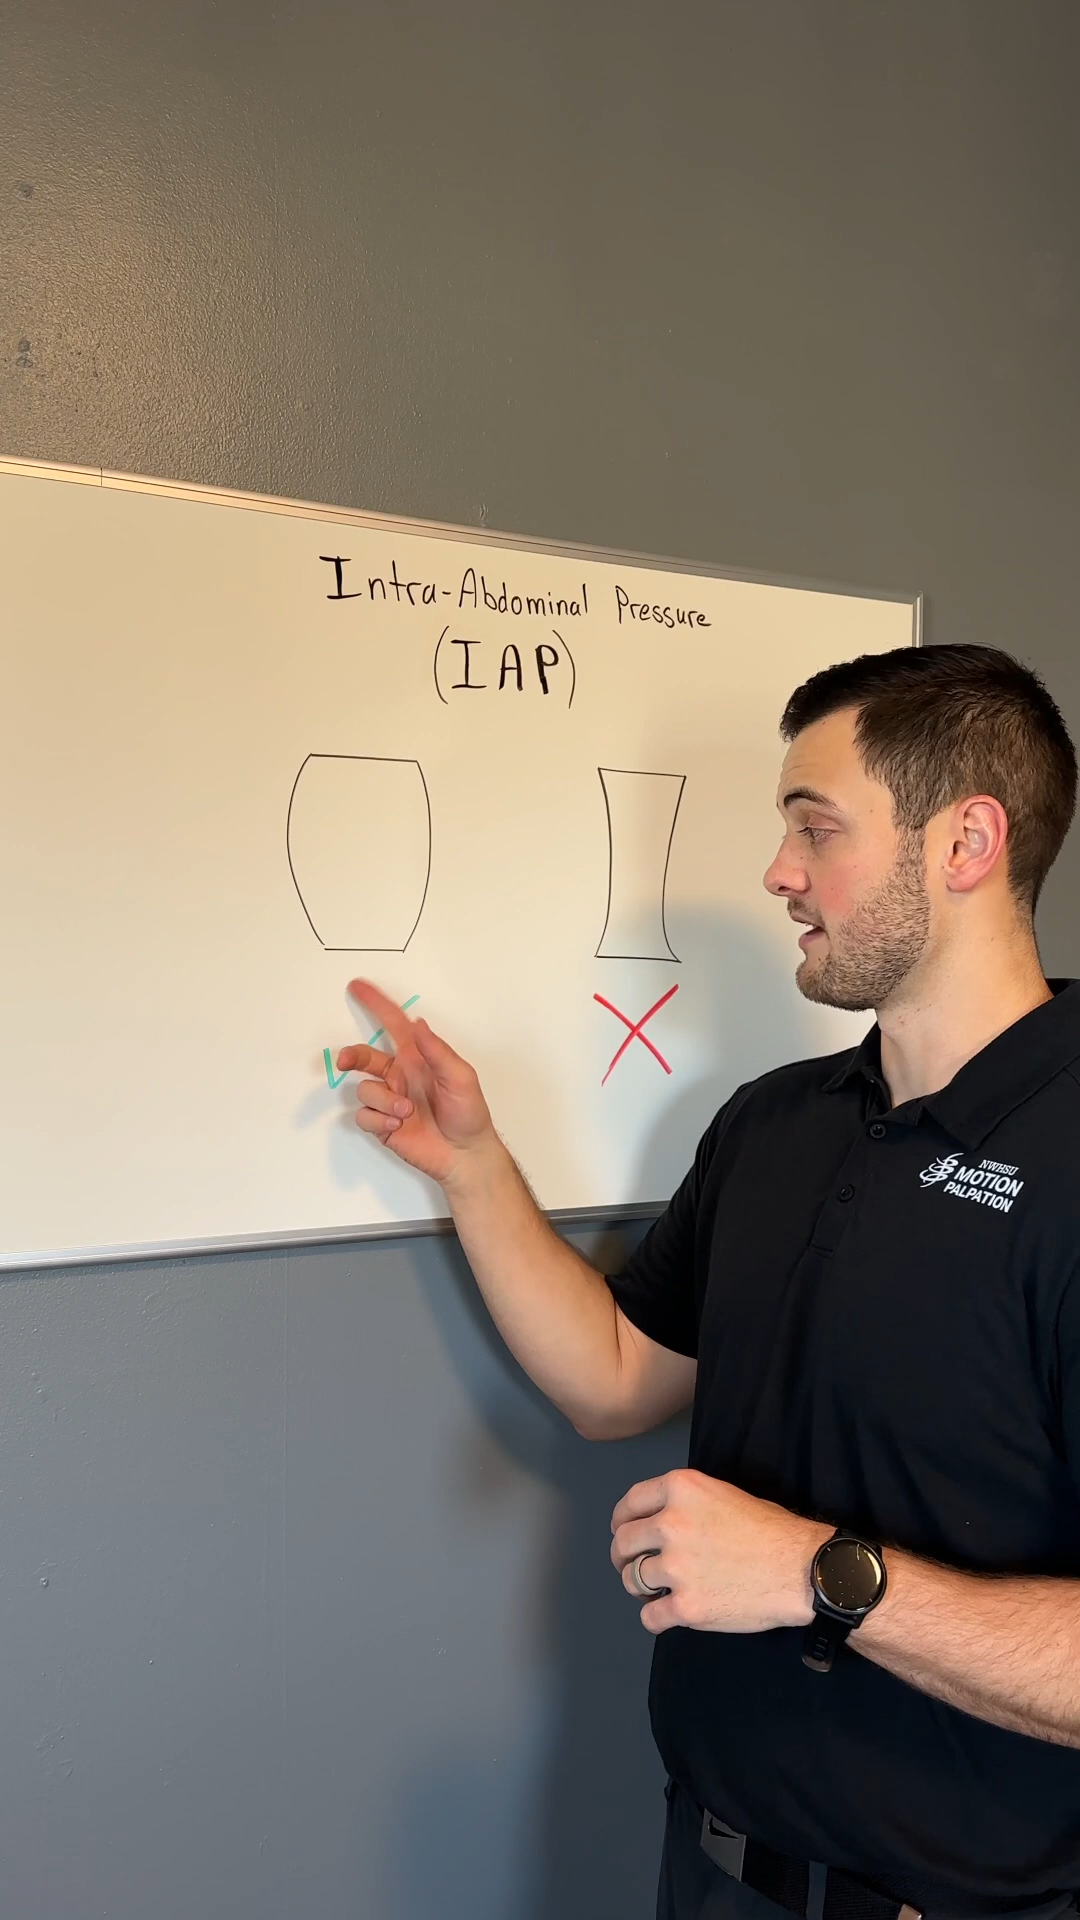 Intra-Abdominal Pressure
(IAP)
NWHSU
MOTION
PALPATION